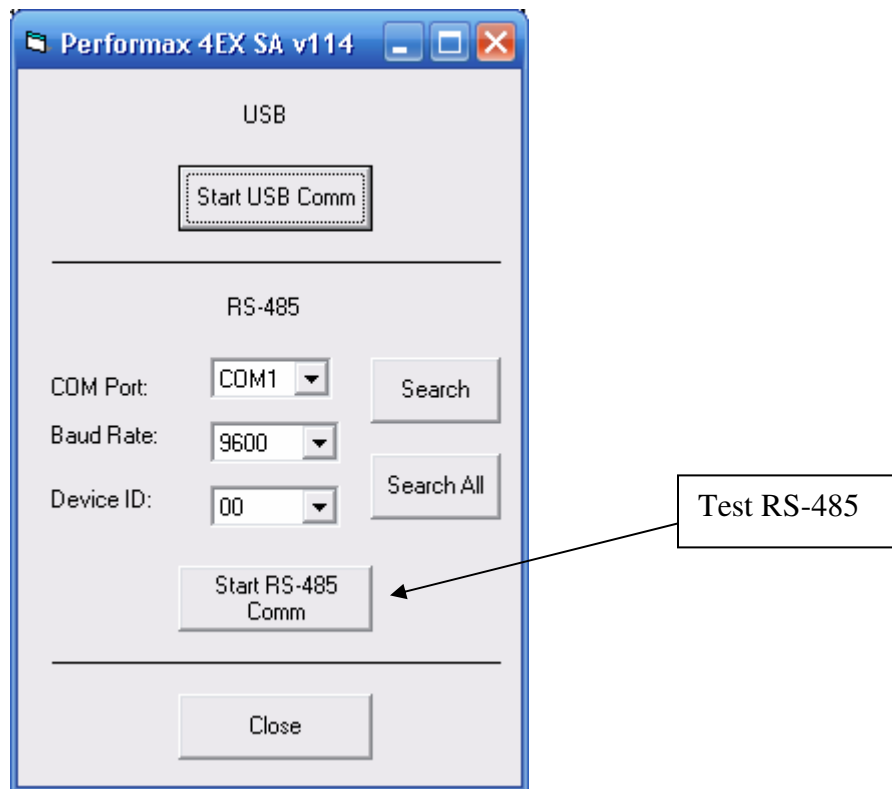 Performax 4EX SA v114
USB
Start USB Comm
RS-485
COM Port:
COM1
Search
Baud Rate:
9600
Search All
Device ID:
00
Test RS-485
Start RS-485
Comm
Close